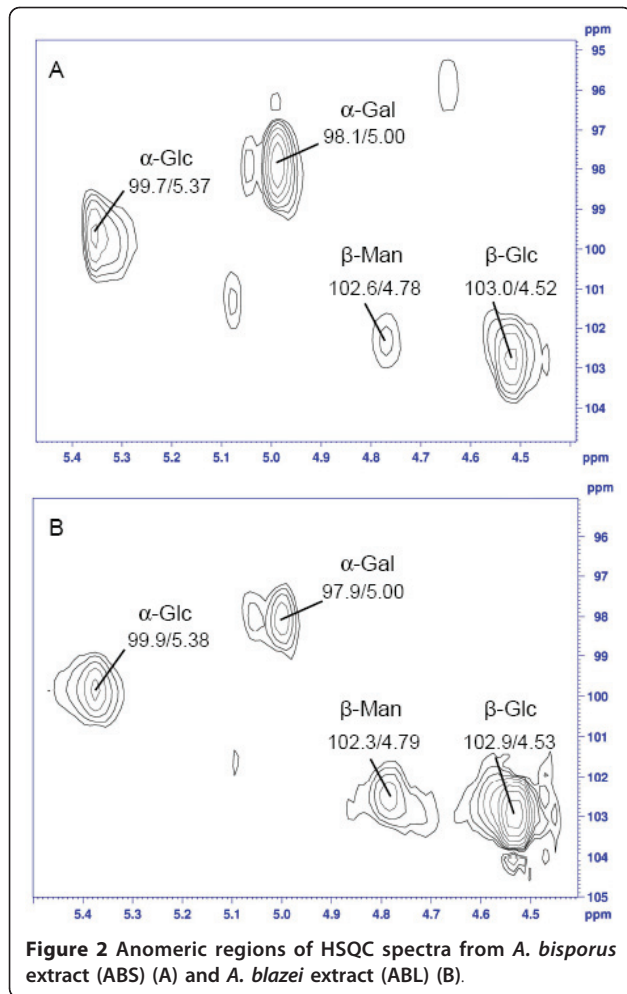 ppm
A
95
96
α-Gal
98.1/5.00
97
α-Glc
99.7/5.37
98
99
β-Man
102.6/4.78
β-Glc
103.0/4.52
100
101
102
103
104
5.4 5.3 5.2 5.1 5.0 4.9 4.8 4.7 4.6 4.5 ppm
ppm
B
96
α-Gal
97.9/5.00
97
α-Glc
99.9/5.38
98
99
β-Man
102.3/4.79
β-Glc
102.9/4.53
100
101
102
103
104
105
5.4 5.3 5.2 5.1 5.0 4.9 4.8 4.7 4.6 4.5 ppm
Figure 2 Anomeric regions of HSQC spectra from A. bisporus
extract (ABS) (A) and A. blazei extract (ABL) (B).